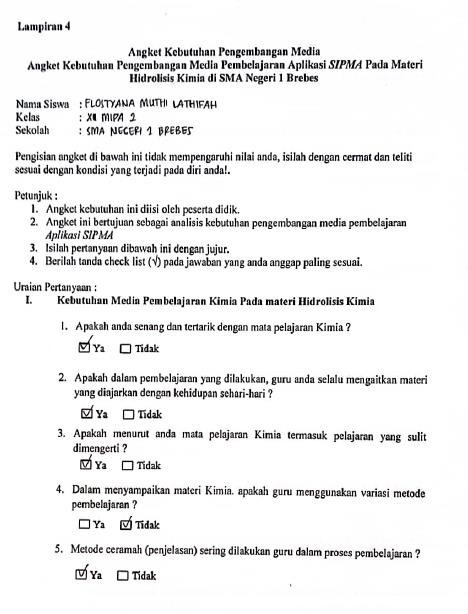 Lampiran 4
Angket Kebutuhan Pengembangan Media
Angket Kebutuhan Pengembangan Media Pembelajaran Aplikasi SIPMA Pada Materi
Hidrolisis Kimia di SMA Negeri 1 Brebes
Nama Siswa : FLOSTYANA MUTHI LATHIFAH
Kelas : XII MIPA 2
Sekolah : SMA NEGERI 1 BREBES
Pengisian angket di bawah ini tidak mempengaruhi nilai anda, isilah dengan cermat dan teliti
sesuai dengan kondisi yang terjadi pada diri anda!.
Petunjuk :
1. Angket kebutuhan ini diisi oleh peserta didik.
2. Angket ini bertujuan sebagai analisis kebutuhan pengembangan media pembelajaran
Aplikasi SIPMA
3. Isilah pertanyaan dibawah ini dengan jujur.
4. Berilah tanda check list (√) pada jawaban yang anda anggap paling sesuai.
Uraian Pertanyaan :
I. Kebutuhan Media Pembelajaran Kimia Pada materi Hidrolisis Kimia
1. Apakah anda senang dan tertarik dengan mata pelajaran Kimia ?
☑ Ya ☐ Tidak
2. Apakah dalam pembelajaran yang dilakukan, guru anda selalu mengaitkan materi
yang diajarkan dengan kehidupan sehari-hari ?
☑ Ya ☐ Tidak
3. Apakah menurut anda mata pelajaran Kimia termasuk pelajaran yang sulit
dimengerti ?
☑ Ya ☐ Tidak
4. Dalam menyampaikan materi Kimia. apakah guru menggunakan variasi metode
pembelajaran ?
☐ Ya ☑ Tidak
5. Metode ceramah (penjelasan) sering dilakukan guru dalam proses pembelajaran ?
☑ Ya ☐ Tidak